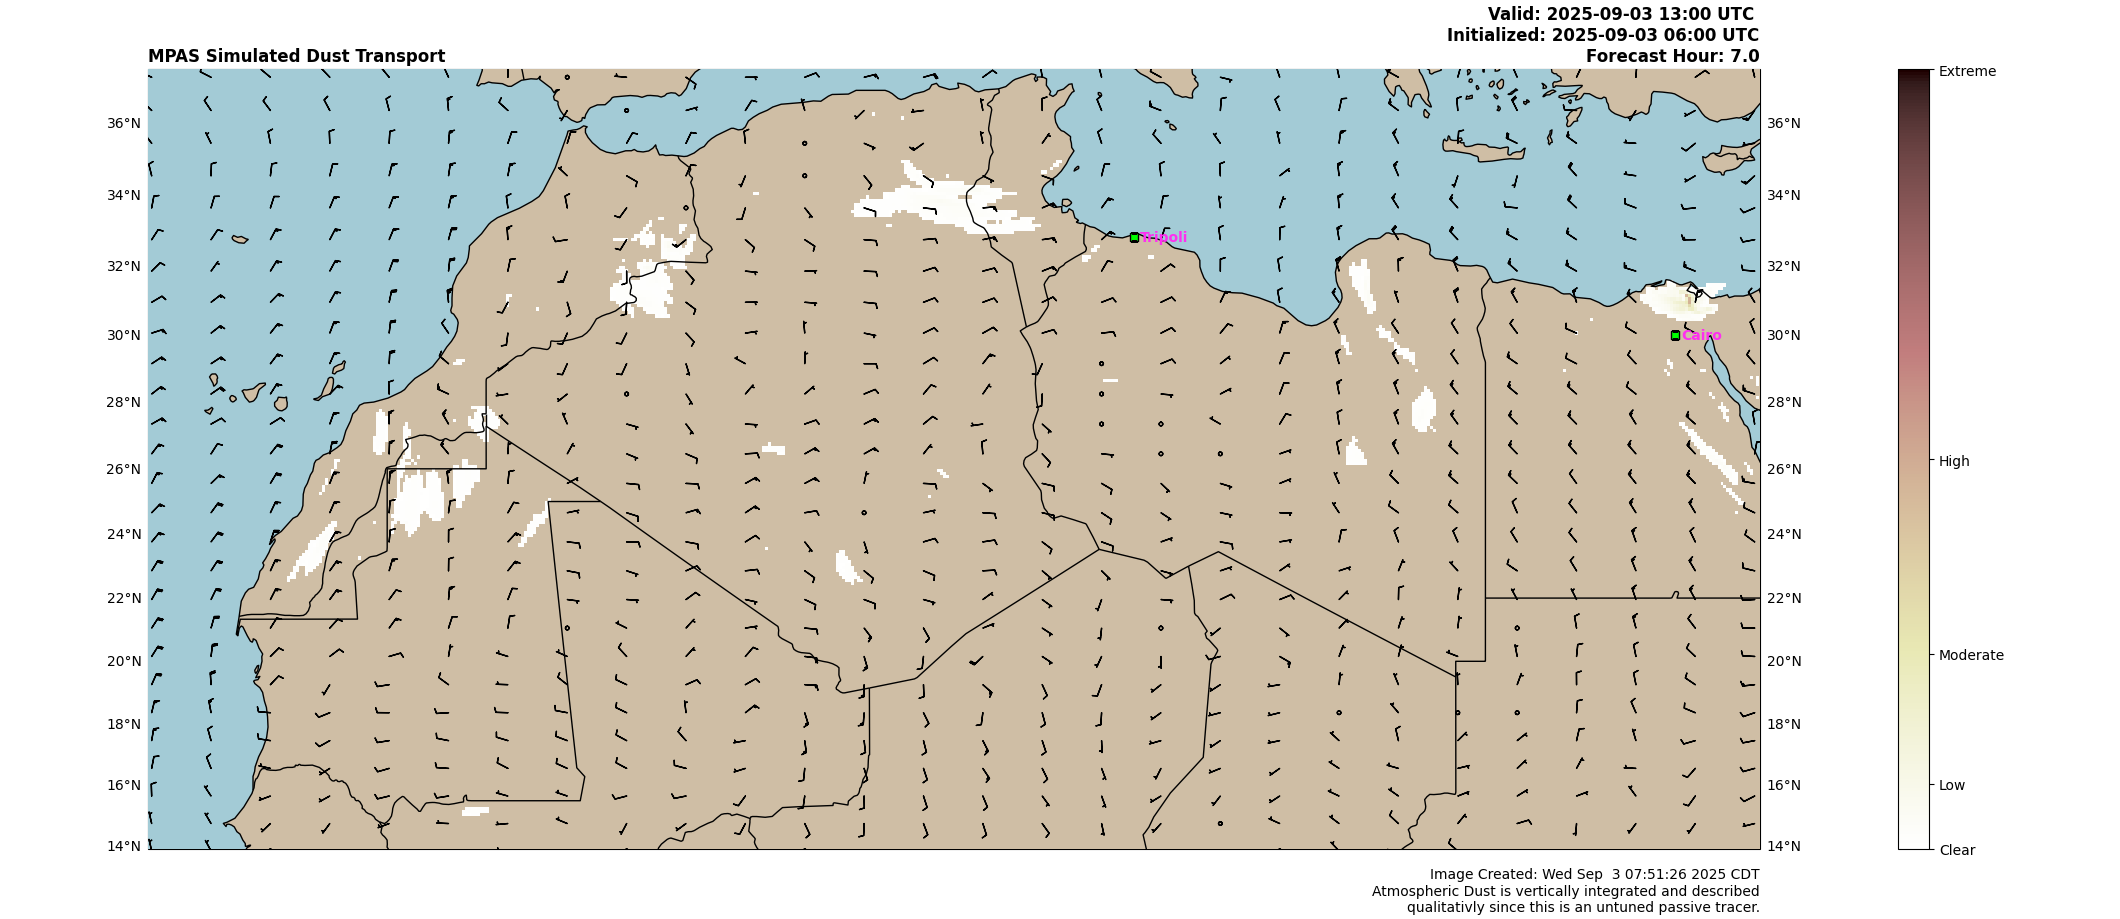 Valid: 2025-09-03 13:00 UTC
Initialized: 2025-09-03 06:00 UTC
MPAS Simulated Dust Transport
Forecast Hour: 7.0
Extreme
36°N
36°N
34°N
34°N
Tripoli
32°N
32°N
30°N
Cairo
30°N
28°N
28°N
High
26°N
26°N
24°N
24°N
22°N
22°N
Moderate
20°N
20°N
18°N
18°N
16°N
16°N
Low
14°N
14°N
Clear
Image Created: Wed Sep  3 07:51:26 2025 CDT
Atmospheric Dust is vertically integrated and described
qualitativly since this is an untuned passive tracer.